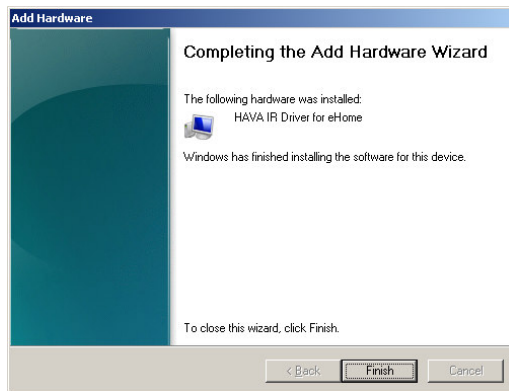 Add Hardware
Completing the Add Hardware Wizard
The following hardware was installed:
HAVA IR Driver for eHome
Windows has finished installing the software for this device.
To close this wizard, click Finish.
< Back
Finish
Cancel